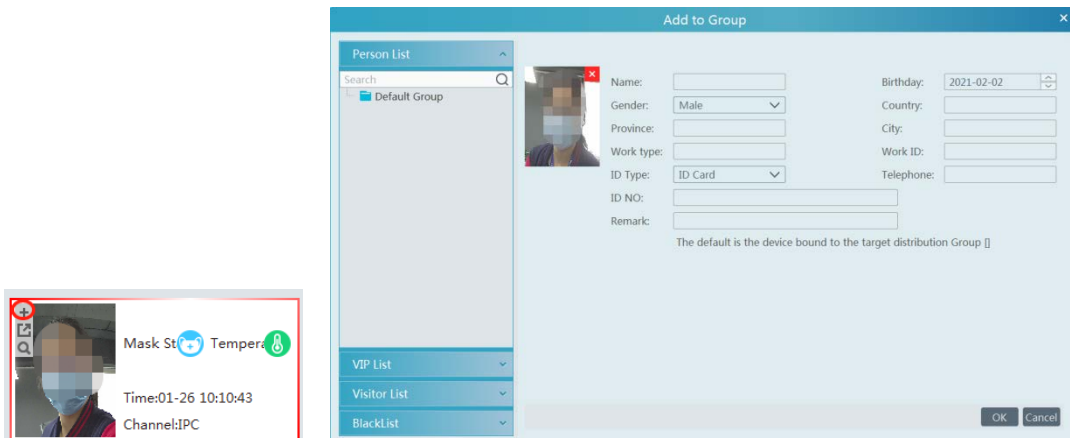 Mask St Tempera
Time:01-26 10:10:43
Channel:IPC
Add to Group
Person List
Search
Default Group
VIP List
Visitor List
BlackList
Name:
Birthday: 2021-02-02
Gender: Male
Country:
Province:
City:
Work type:
Work ID:
ID Type: ID Card
Telephone:
ID NO:
Remark:
The default is the device bound to the target distribution Group []
OK Cancel